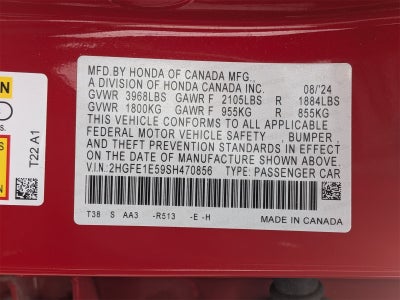 MFD BY HONDA OF CANADA MFG.,
A DIVISION OF HONDA CANADA INC. 08/'24
GVWR 3968LBS GAWR F 2105LBS R 1884LBS
GVWR 1800KG GAWR F 955KG R 855KG
THIS VEHICLE CONFORMS TO ALL APPLICABLE
FEDERAL MOTOR VEHICLE SAFETY , BUMPER
AND THEFT PREVENTION STANDARDS IN EFFECT
ON THE DATE OF MANUFACTURE SHOWN ABOVE.
V.I.N. 2HGFE1E59SH470856 TYPE: PASSENGER CAR
T38 S AA3 -R513 -E -H MADE IN CANADA
T22 A1